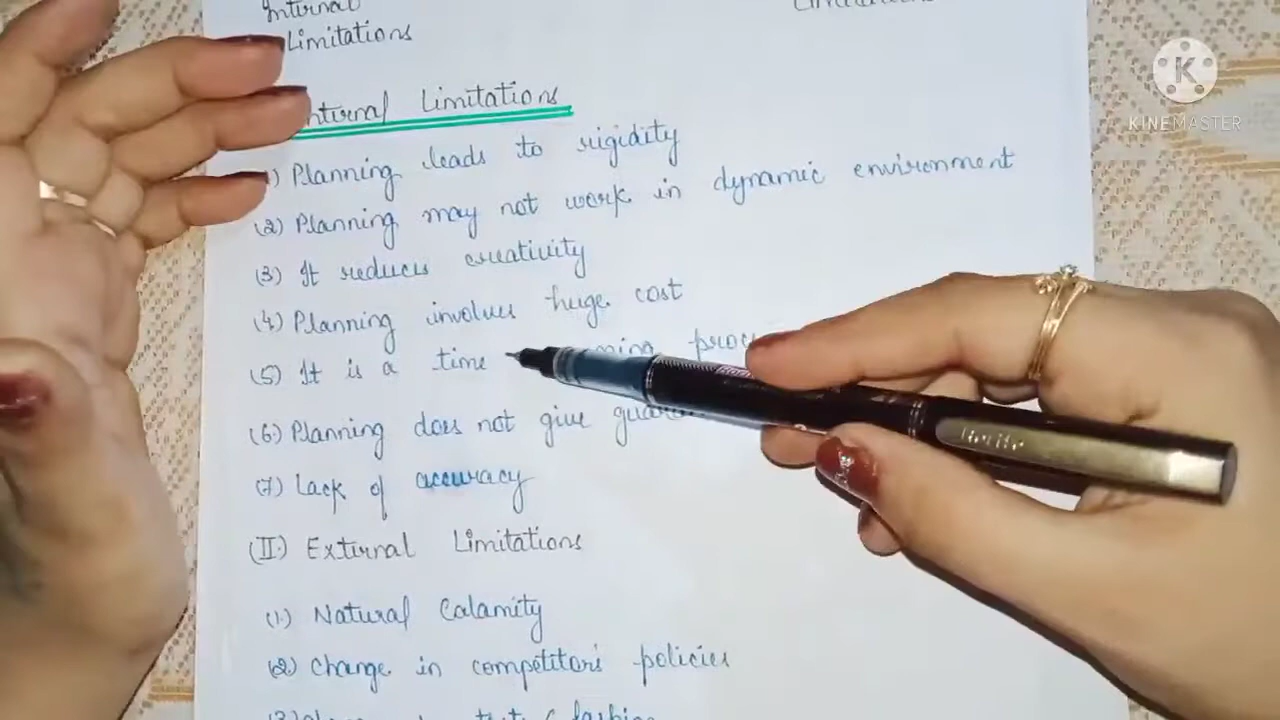 Internal
Limitations
Limitations
Internal Limitations
1) Planning leads to rigidity
(2) Planning may not work in dynamic environment
(3) It reduces creativity
(4) Planning involves huge cost
(5) It is a time
(6) Planning does not give
(7) Lack of accuracy
(II) External Limitations
(1) Natural Calamity
(2) Change in competitors policies
KINEMASTER
K